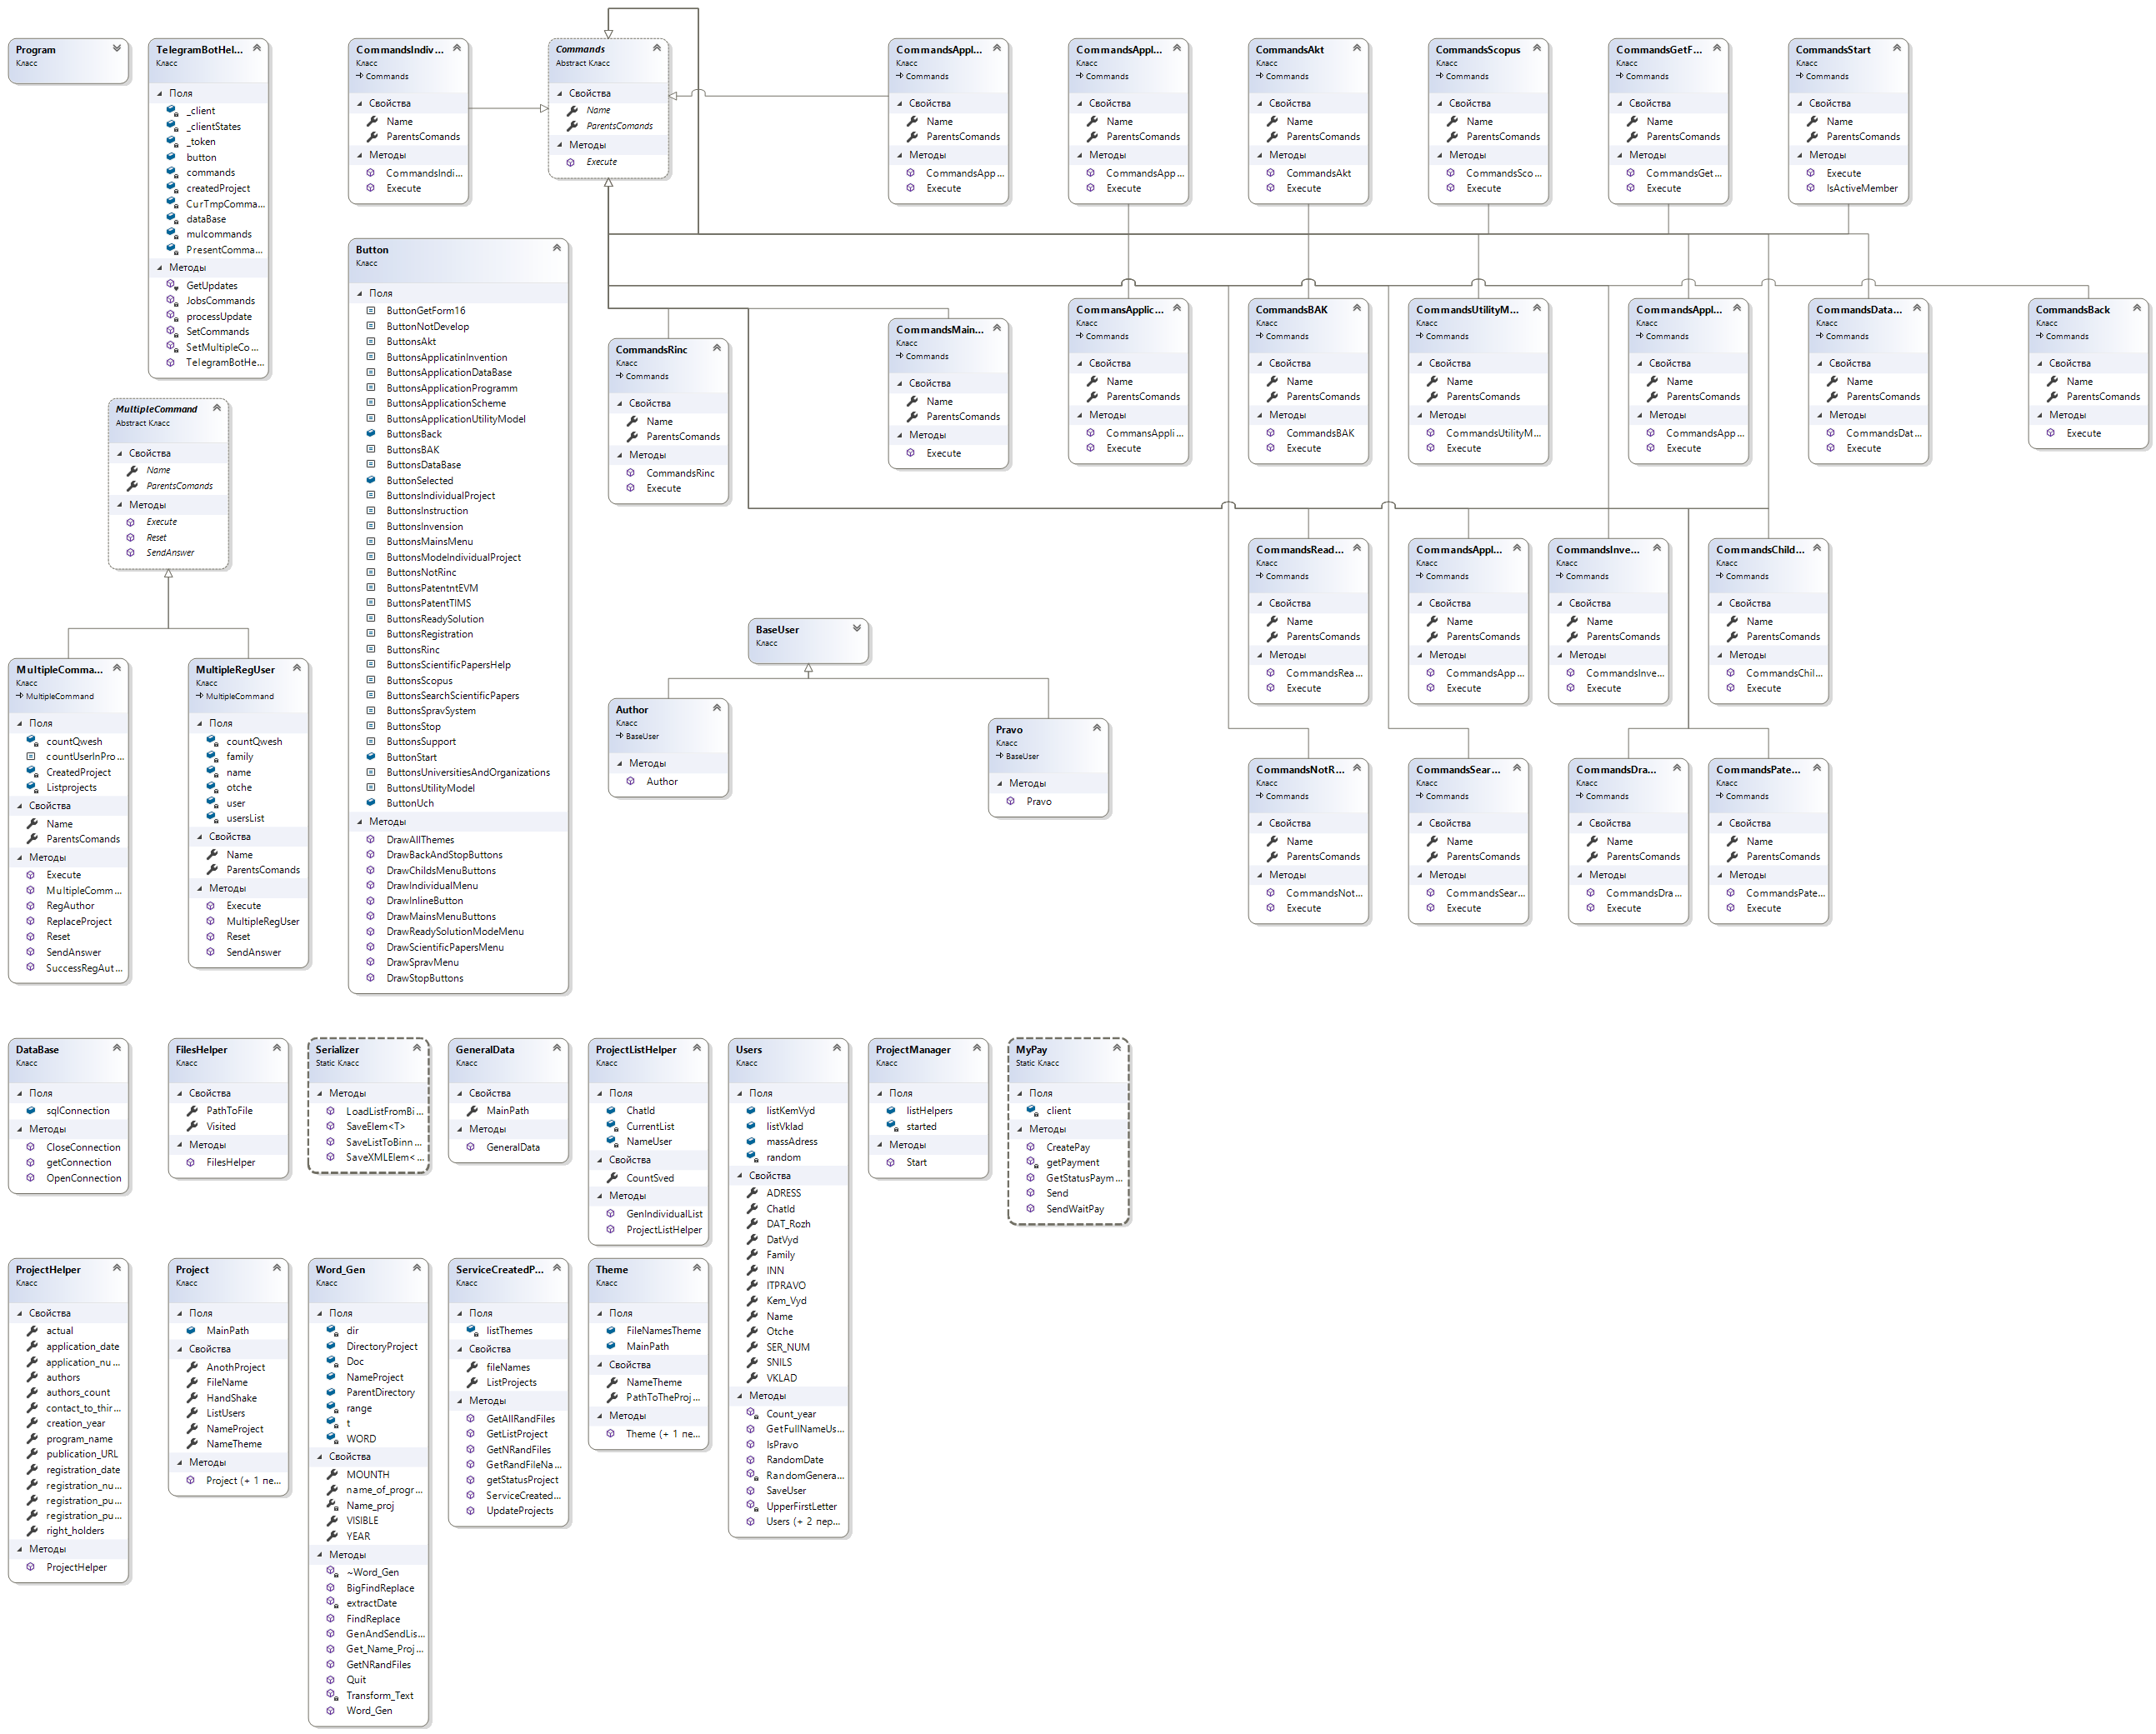 Program
Класс
TelegramBotHel...
Класс
Поля
_client
_clientStates
_token
button
commands
createdProject
CurTmpComma...
dataBase
mulcommands
PresentComma...
Методы
GetUpdates
JobsCommands
processUpdate
SetCommands
SetMultipleCo...
TelegramBotHe...
CommandsIndiv...
Класс
Commands
Свойства
Name
ParentsComands
Методы
CommandsIndi...
Execute
Commands
Abstract Класс
Свойства
Name
ParentsComands
Методы
Execute
CommandsAppl...
Класс
Commands
Свойства
Name
ParentsComands
Методы
CommandsApp...
Execute
CommandsAppl...
Класс
Commands
Свойства
Name
ParentsComands
Методы
CommandsApp...
Execute
CommandsAkt
Класс
Commands
Свойства
Name
ParentsComands
Методы
CommandsAkt
Execute
CommandsScopus
Класс
Commands
Свойства
Name
ParentsComands
Методы
CommandsSco...
Execute
CommandsGetF...
Класс
Commands
Свойства
Name
ParentsComands
Методы
CommandsGet...
Execute
CommandsStart
Класс
Commands
Свойства
Name
ParentsComands
Методы
Execute
IsActiveMember
Button
Класс
Поля
ButtonGetForm16
ButtonNotDevelop
ButtonsAkt
ButtonsApplicatinInvention
ButtonsApplicationDataBase
ButtonsApplicationProgramm
ButtonsApplicationScheme
ButtonsApplicationUtilityModel
ButtonsBack
ButtonsBAK
ButtonsDataBase
ButtonSelected
ButtonsIndividualProject
ButtonsInstruction
ButtonsInvension
ButtonsMainsMenu
ButtonsModeIndividualProject
ButtonsNotRinc
ButtonsPatentntEVM
ButtonsPatentTIMS
ButtonsReadySolution
ButtonsRegistration
ButtonsRinc
ButtonsScientificPapersHelp
ButtonsScopus
ButtonsSearchScientificPapers
ButtonsSpravSystem
ButtonsStop
ButtonsSupport
ButtonStart
ButtonsUniversitiesAndOrganizations
ButtonsUtilityModel
ButtonUch
Методы
DrawAllThemes
DrawBackAndStopButtons
DrawChildsMenuButtons
DrawIndividualMenu
DrawInlineButton
DrawMainsMenuButtons
DrawReadySolutionModeMenu
DrawScientificPapersMenu
DrawSpravMenu
DrawStopButtons
CommandsRinc
Класс
Commands
Свойства
Name
ParentsComands
Методы
CommandsRinc
Execute
CommandsMain...
Класс
Commands
Свойства
Name
ParentsComands
Методы
Execute
CommansApplic...
Класс
Commands
Свойства
Name
ParentsComands
Методы
CommansAppli...
Execute
CommandsBAK
Класс
Commands
Свойства
Name
ParentsComands
Методы
CommandsBAK
Execute
CommandsUtilityM...
Класс
Commands
Свойства
Name
ParentsComands
Методы
CommandsUtilityM...
Execute
CommandsAppl...
Класс
Commands
Свойства
Name
ParentsComands
Методы
CommandsApp...
Execute
CommandsData...
Класс
Commands
Свойства
Name
ParentsComands
Методы
CommandsDat...
Execute
CommandsBack
Класс
Commands
Свойства
Name
ParentsComands
Методы
Execute
MultipleCommand
Abstract Класс
Свойства
Name
ParentsComands
Методы
Execute
Reset
SendAnswer
MultipleComma...
Класс
MultipleCommand
Поля
countQwesh
countUserInPro...
CreatedProject
Listprojects
Свойства
Name
ParentsComands
Методы
Execute
MultipleComm...
RegAuthor
ReplaceProject
Reset
SendAnswer
SuccessRegAut...
MultipleRegUser
Класс
MultipleCommand
Поля
countQwesh
family
name
otche
user
usersList
Свойства
Name
ParentsComands
Методы
Execute
MultipleRegUser
Reset
SendAnswer
BaseUser
Класс
Author
Класс
BaseUser
Методы
Author
Pravo
Класс
BaseUser
Методы
Pravo
CommandsRead...
Класс
Commands
Свойства
Name
ParentsComands
Методы
CommandsRea...
Execute
CommandsAppl...
Класс
Commands
Свойства
Name
ParentsComands
Методы
CommandsApp...
Execute
CommandsInve...
Класс
Commands
Свойства
Name
ParentsComands
Методы
CommandsInve...
Execute
CommandsChild...
Класс
Commands
Свойства
Name
ParentsComands
Методы
CommandsChil...
Execute
CommandsNotR...
Класс
Commands
Свойства
Name
ParentsComands
Методы
CommandsNot...
Execute
CommandsSear...
Класс
Commands
Свойства
Name
ParentsComands
Методы
CommandsSear...
Execute
CommandsDra...
Класс
Commands
Свойства
Name
ParentsComands
Методы
CommandsDra...
Execute
CommandsPate...
Класс
Commands
Свойства
Name
ParentsComands
Методы
CommandsPate...
Execute
DataBase
Класс
Поля
sqlConnection
Методы
CloseConnection
getConnection
OpenConnection
FilesHelper
Класс
Свойства
PathToFile
Visited
Методы
FilesHelper
Serializer
Static Класс
Методы
LoadListFromBi...
SaveElem<T>
SaveListToBinn...
SaveXMLElem<...
GeneralData
Класс
Свойства
MainPath
Методы
GeneralData
ProjectListHelper
Класс
Поля
ChatId
CurrentList
NameUser
Свойства
CountSved
Методы
GenIndividualList
ProjectListHelper
Users
Класс
Поля
listKemVyd
listVklad
massAdress
random
Свойства
ADRESS
ChatId
DAT_Rozh
DatVyd
Family
INN
ITPRAVO
Kem_Vyd
Name
Otche
SER_NUM
SNILS
VKLAD
Методы
Count_year
GetFullNameUs...
IsPravo
RandomDate
RandomGenera...
SaveUser
UpperFirstLetter
Users (+ 2 пер...
ProjectManager
Класс
Поля
listHelpers
started
Методы
Start
MyPay
Static Класс
Поля
client
Методы
CreatePay
getPayment
GetStatusPaym...
Send
SendWaitPay
ProjectHelper
Класс
Свойства
actual
application_date
application_nu...
authors
authors_count
contact_to_thir...
creation_year
program_name
publication_URL
registration_date
registration_nu...
registration_pu...
registration_pu...
right_holders
Методы
ProjectHelper
Project
Класс
Поля
MainPath
Свойства
AnothProject
FileName
HandShake
ListUsers
NameProject
NameTheme
Методы
Project (+ 1 пе...
Word_Gen
Класс
Поля
dir
DirectoryProject
Doc
NameProject
ParentDirectory
range
t
WORD
Свойства
MOUNTH
name_of_progr...
Name_proj
VISIBLE
YEAR
Методы
~Word_Gen
BigFindReplace
extractDate
FindReplace
GenAndSendLis...
Get_Name_Proj...
GetNRandFiles
Quit
Transform_Text
Word_Gen
ServiceCreatedP...
Класс
Поля
listThemes
Свойства
fileNames
ListProjects
Методы
GetAllRandFiles
GetListProject
GetNRandFiles
GetRandFileNa...
getStatusProject
ServiceCreated...
UpdateProjects
Theme
Класс
Поля
FileNamesTheme
MainPath
Свойства
NameTheme
PathToTheProj...
Методы
Theme (+ 1 пе...